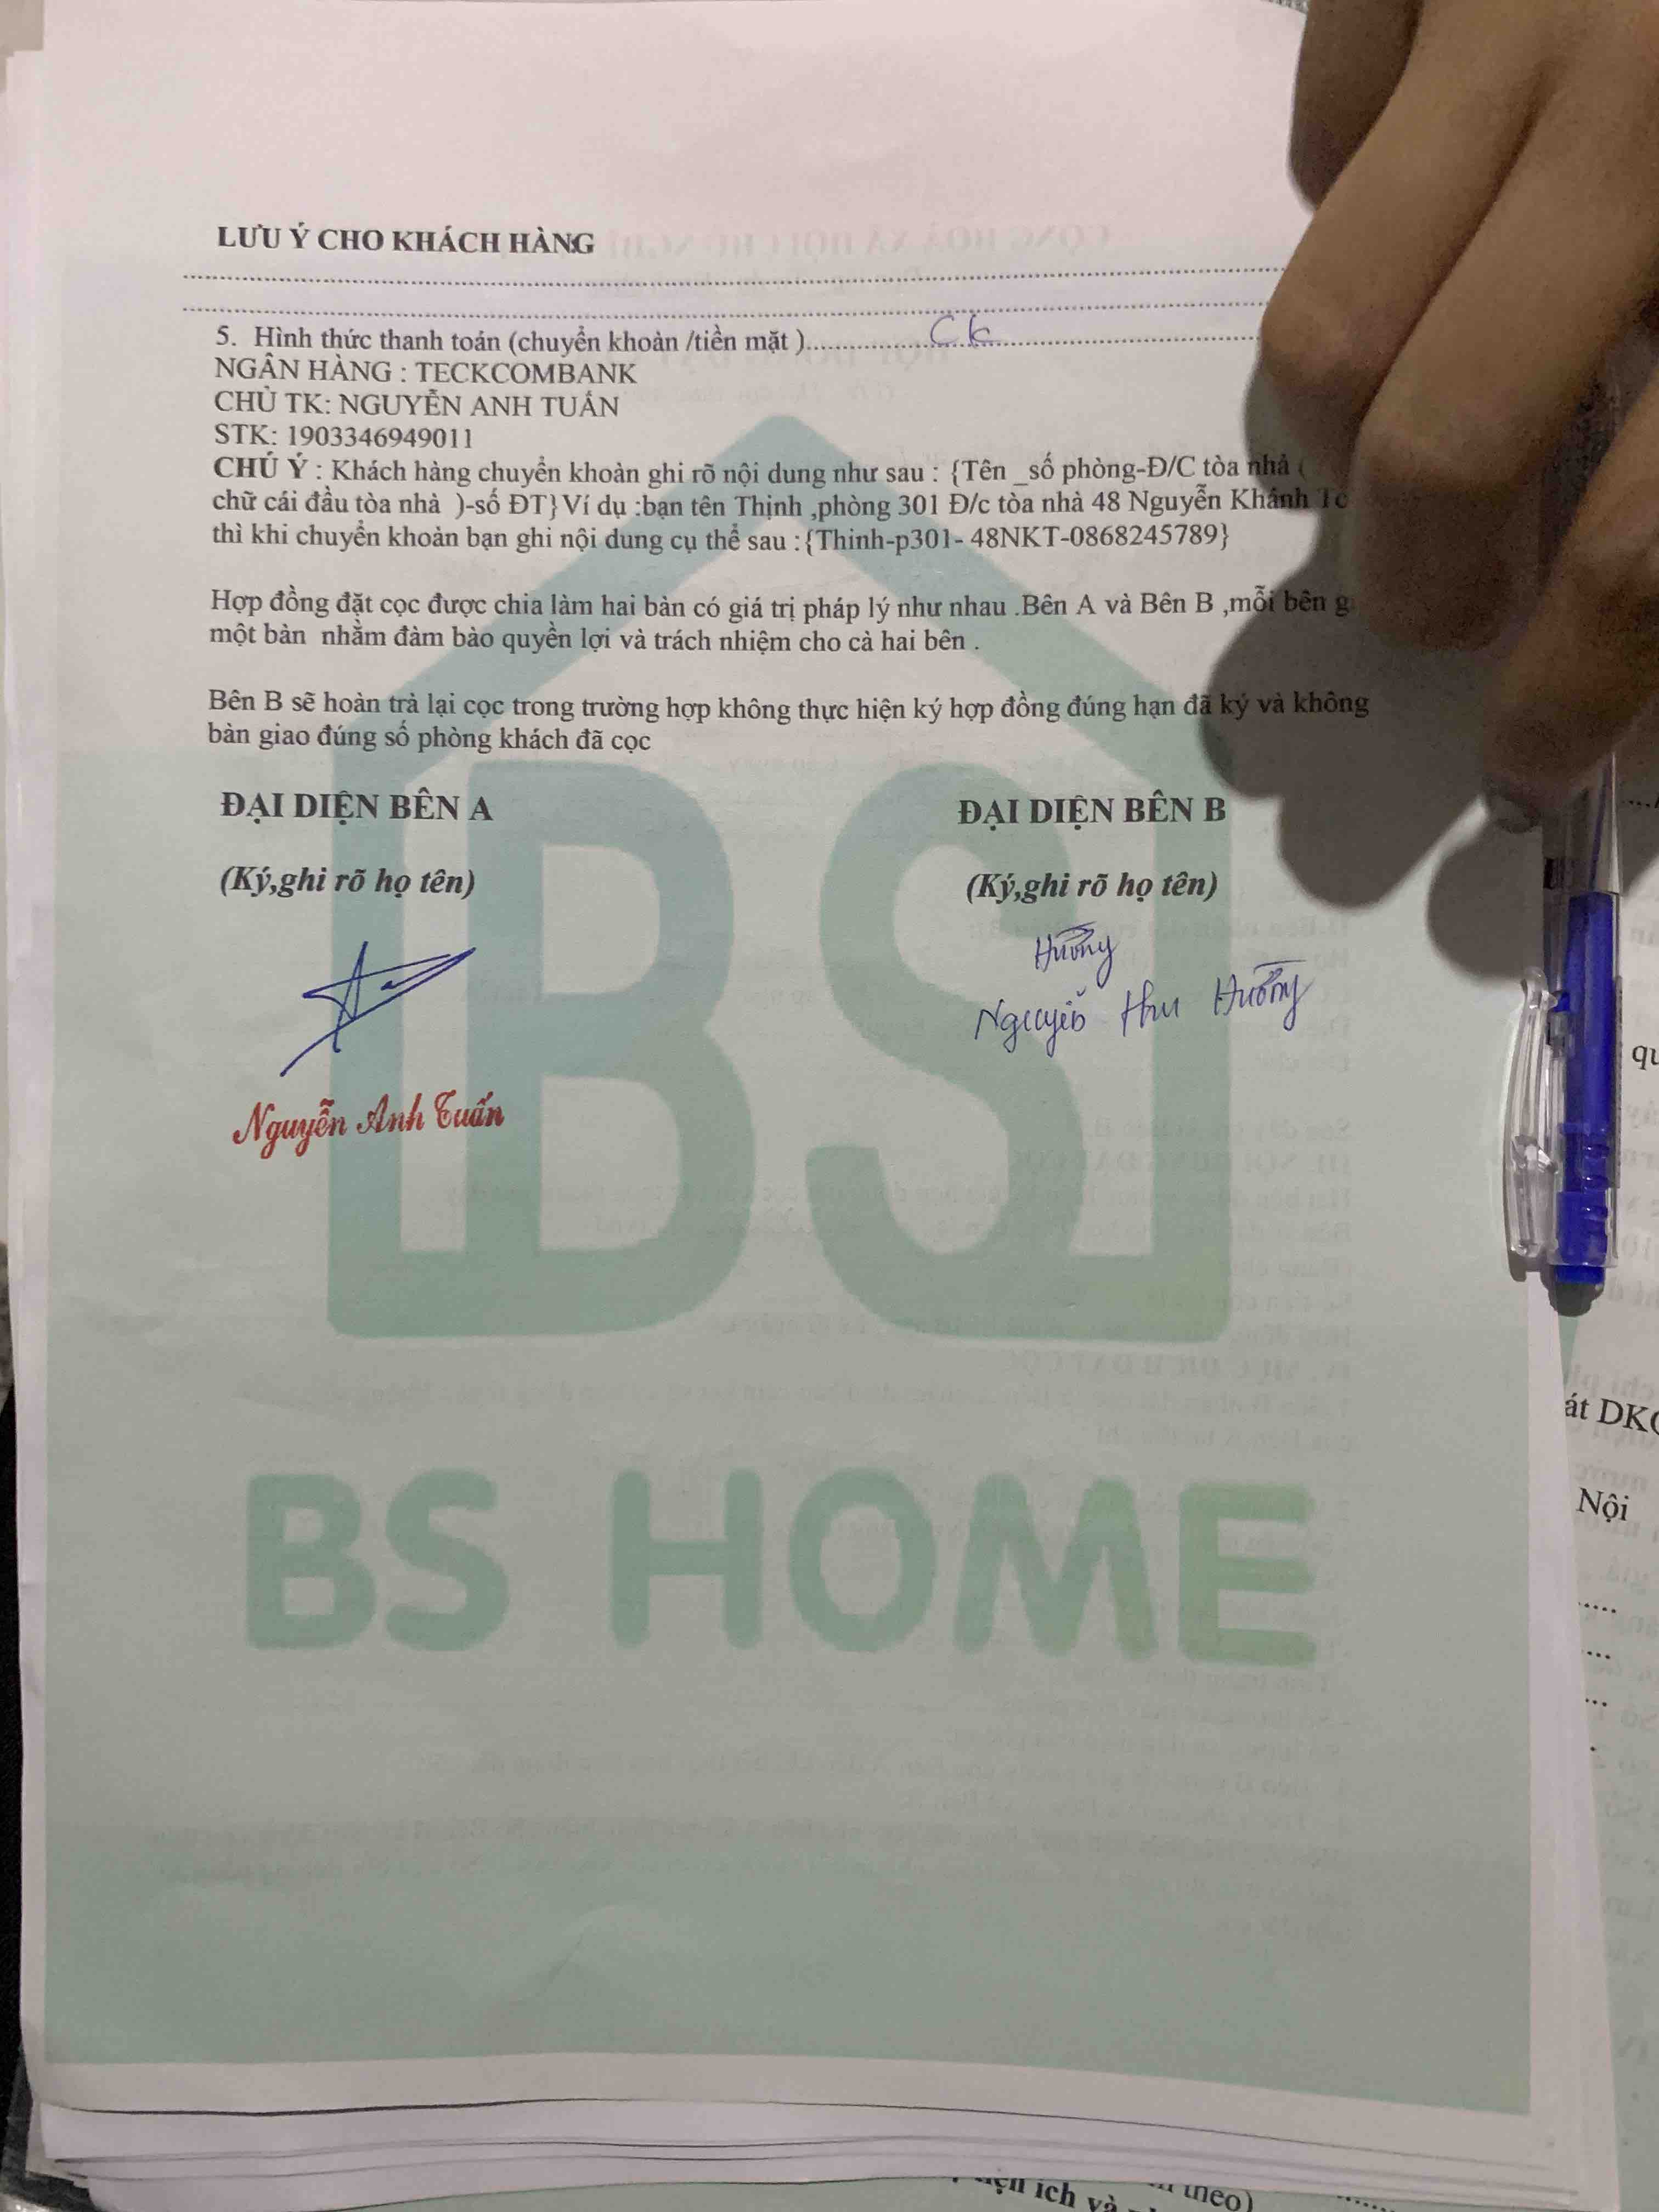 LƯU Ý CHO KHÁCH HÀNG
5. Hình thức thanh toán (chuyển khoản /tiền mặt ).......... Ck ..........
NGÂN HÀNG : TECKCOMBANK
CHỦ TK: NGUYỄN ANH TUẤN
STK: 1903346949011
CHÚ Ý : Khách hàng chuyển khoản ghi rõ nội dung như sau : {Tên _số phòng-Đ/C tòa nhà (
chữ cái đầu tòa nhà )-số ĐT}Ví dụ :bạn tên Thịnh ,phòng 301 Đ/c tòa nhà 48 Nguyễn Khánh
thì khi chuyển khoản bạn ghi nội dung cụ thể sau :{Thinh-p301- 48NKT-0868245789}
Hợp đồng đặt cọc được chia làm hai bản có giá trị pháp lý như nhau .Bên A và Bên B ,mỗi bên
một bản nhằm đảm bảo quyền lợi và trách nhiệm cho cả hai bên .
Bên B sẽ hoàn trả lại cọc trong trường hợp không thực hiện ký hợp đồng đúng hạn đã ký và không
bàn giao đúng số phòng khách đã cọc
ĐẠI DIỆN BÊN A ĐẠI DIỆN BÊN B
(Ký,ghi rõ họ tên) (Ký,ghi rõ họ tên)
Hường
Nguyễn Thu Hường
Nguyễn Anh Tuấn
BS
BS HOME
át DK
Nội